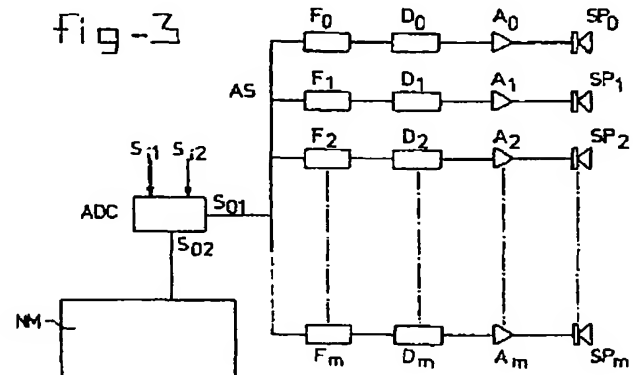 fig-3
F0 D0 A0 SP0
AS F1 D1 A1 SP1
F2 D2 A2 SP2
Si1 Si2
ADC S01
S02
NM Fm Dm Am SPm